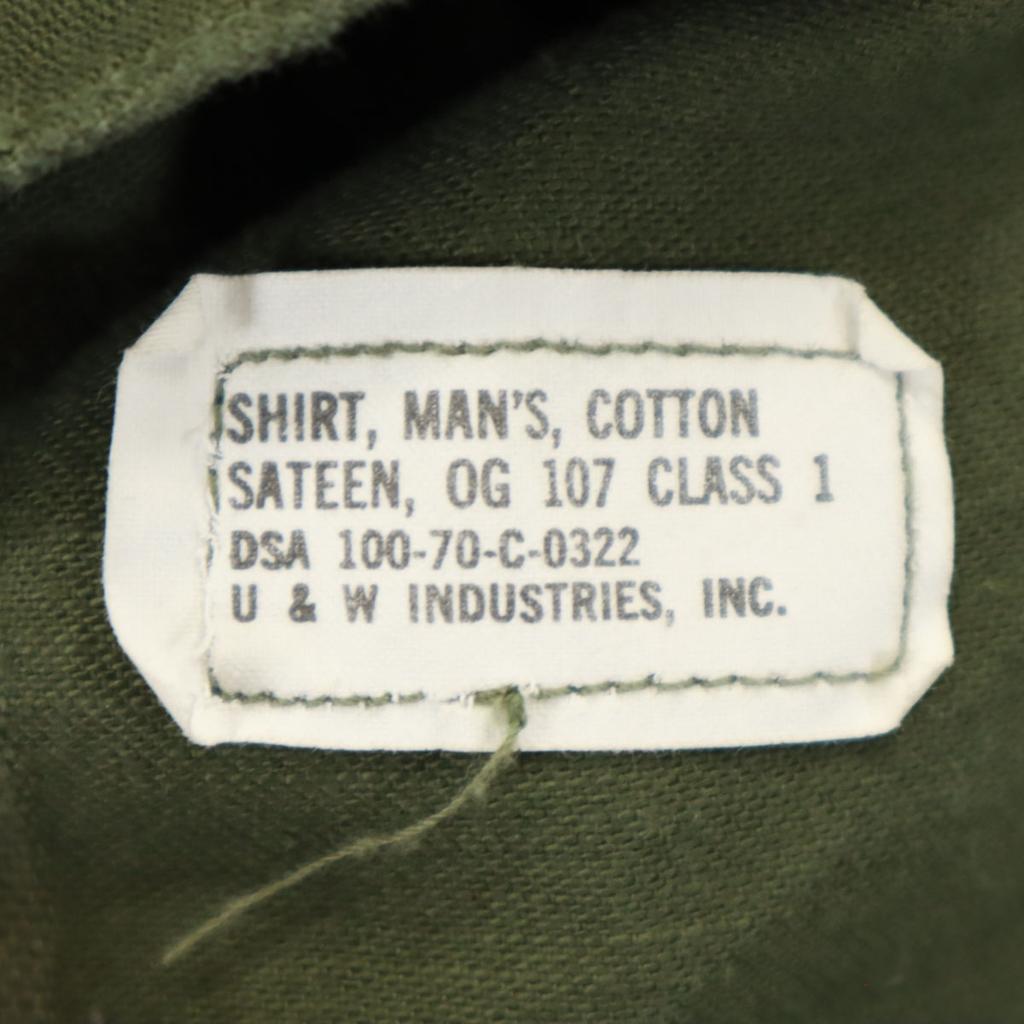 SHIRT, MAN'S, COTTON
SATEEN, OG 107 CLASS 1
DSA 100-70-C-0322
U & W INDUSTRIES, INC.